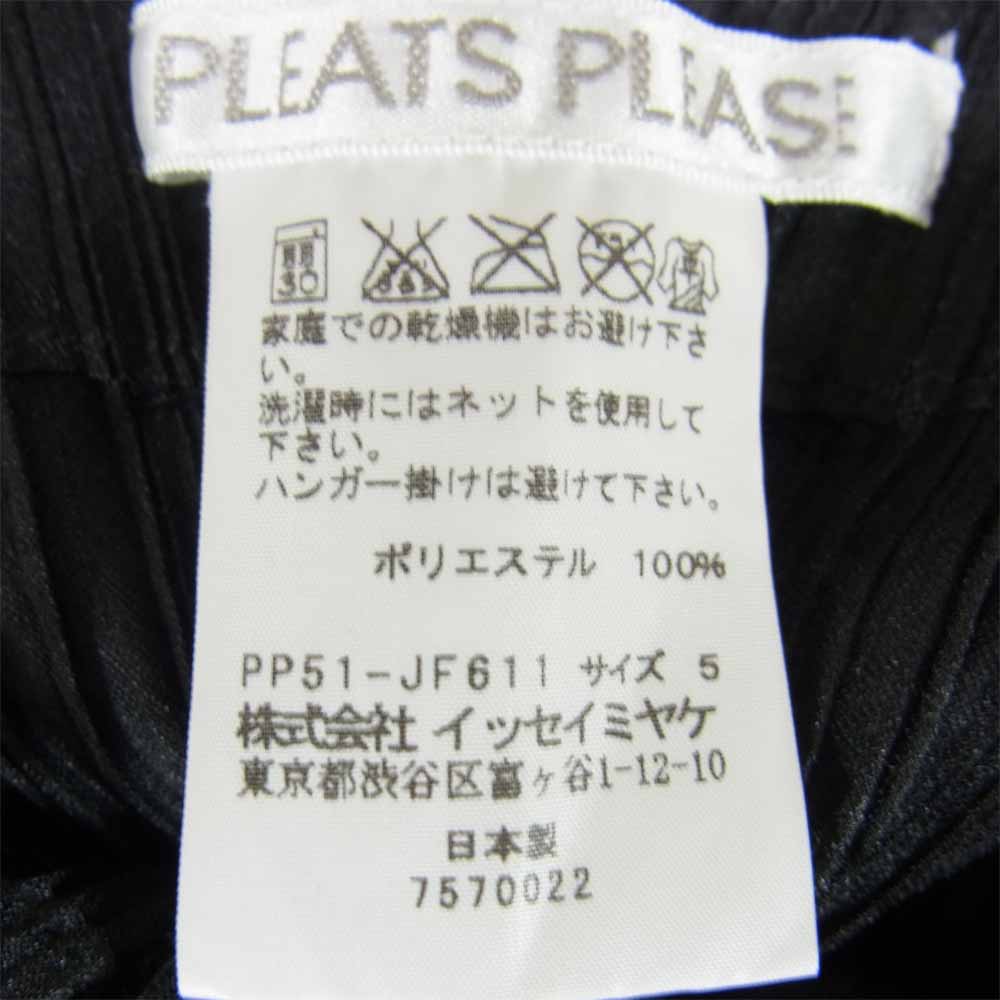 PLEATS PLEASE
30
家庭での乾燥機はお避け下さ
い。
洗濯時にはネットを使用して
下さい。
ハンガー掛けは避けて下さい。
ポリエステル 100%
PP51-JF611 サイズ 5
株式会社 イッセイミヤケ
東京都渋谷区富ヶ谷1-12-10
日本製
7570022